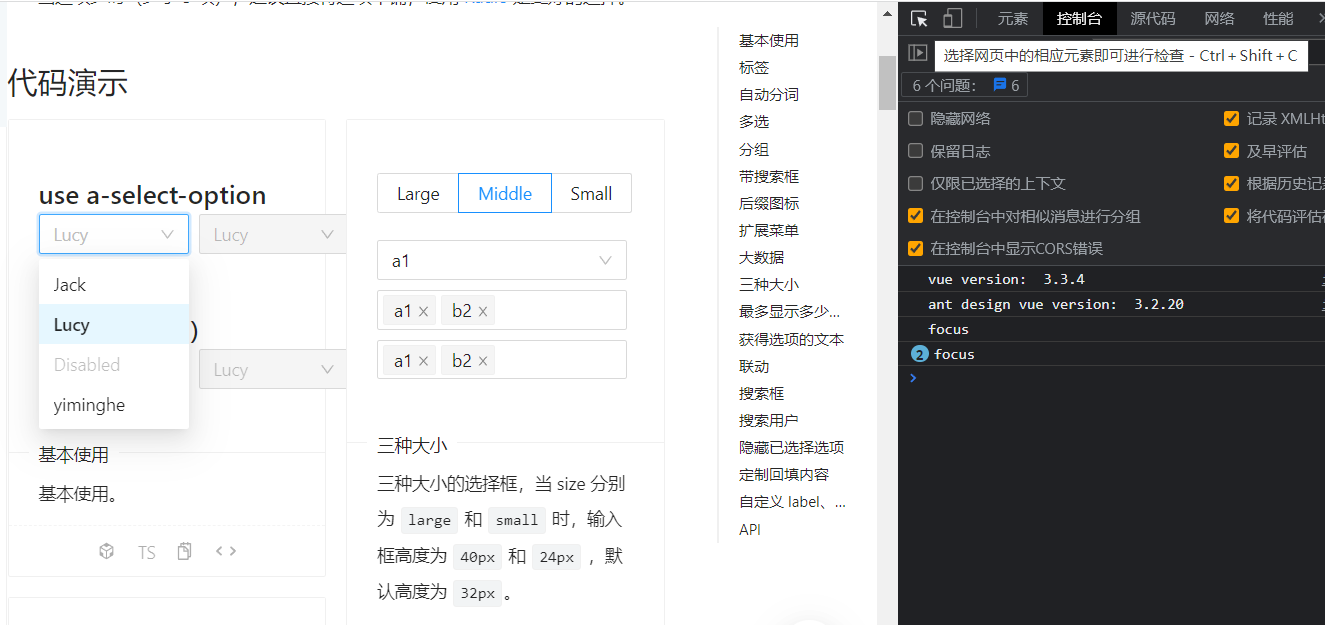 代码演示
use a-select-option
Lucy
Lucy
Jack
Lucy
)
Disabled
Lucy
yiminghe
基本使用
基本使用。
TS
Large
Middle
Small
a1
a1
b2
a1
b2
三种大小
三种大小的选择框，当 size 分别
为 large 和 small 时，输入
框高度为 40px 和 24px ，默
认高度为 32px 。
基本使用
标签
自动分词
多选
分组
带搜索框
后缀图标
扩展菜单
大数据
三种大小
最多显示多少...
获得选项的文本
联动
搜索框
搜索用户
隐藏已选择选项
定制回填内容
自定义 label、...
API
元素
控制台
源代码
网络
性能
选择网页中的相应元素即可进行检查 - Ctrl + Shift + C
6 个问题：
6
隐藏网络
记录 XMLHt
保留日志
及早评估
仅限已选择的上下文
根据历史记
在控制台中对相似消息进行分组
将代码评估
在控制台中显示CORS错误
vue version: 3.3.4
ant design vue version: 3.2.20
focus
2 focus